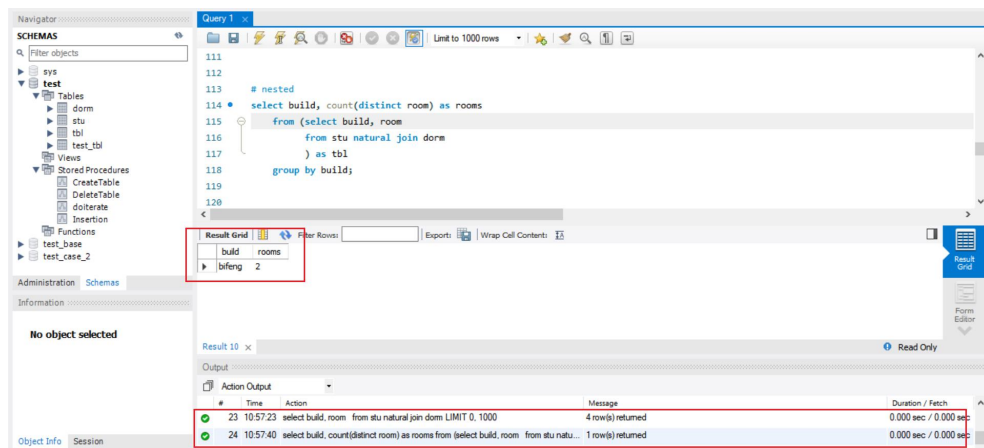 Navigator
SCHEMAS
Filter objects
sys
test
Tables
dorm
stu
tbl
test_tbl
Views
Stored Procedures
CreateTable
DeleteTable
doiterate
Insertion
Functions
test_base
test_case_2
Administration Schemas
Information
No object selected
Object Info Session
Query 1
Limit to 1000 rows
111
112
113 # nested
114 select build, count(distinct room) as rooms
115 from (select build, room
116 from stu natural join dorm
117 ) as tbl
118 group by build;
119
120
Result Grid Filter Rows: Export: Wrap Cell Content:
build rooms
bifeng 2
Result Grid
Form Editor
Result 10 Read Only
Output
Action Output
# Time Action Message Duration / Fetch
23 10:57:23 select build, room from stu natural join dorm LIMIT 0, 1000 4 row(s) returned 0.000 sec / 0.000 sec
24 10:57:40 select build, count(distinct room) as rooms from (select build, room from stu natu... 1 row(s) returned 0.000 sec / 0.000 sec